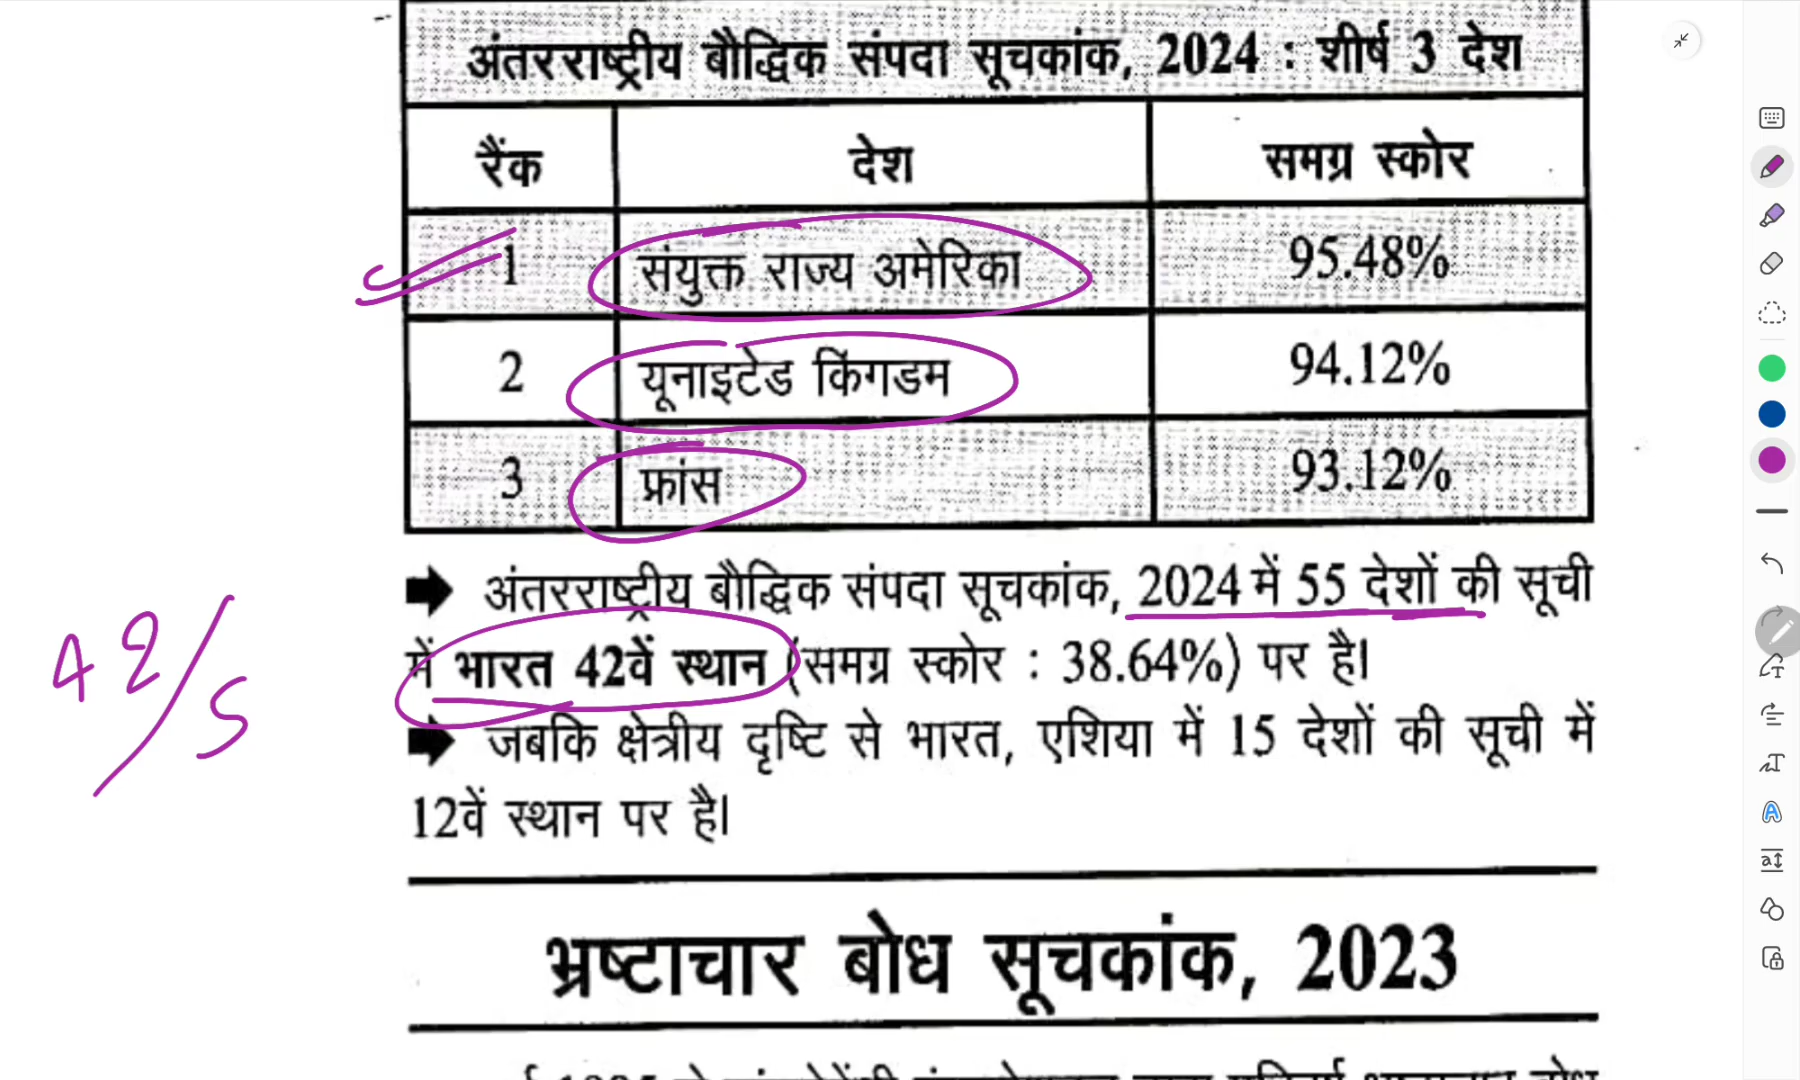 अंतरराष्ट्रीय बौद्धिक संपदा सूचकांक, 2024 : शीर्ष 3 देश
रैंक देश समग्र स्कोर
1 संयुक्त राज्य अमेरिका 95.48%
2 यूनाइटेड किंगडम 94.12%
3 फ्रांस 93.12%
➡ अंतरराष्ट्रीय बौद्धिक संपदा सूचकांक, 2024 में 55 देशों की सूची
में भारत 42वें स्थान (समग्र स्कोर : 38.64%) पर है।
42/5
➡ जबकि क्षेत्रीय दृष्टि से भारत, एशिया में 15 देशों की सूची में
12वें स्थान पर है।
भ्रष्टाचार बोध सूचकांक, 2023